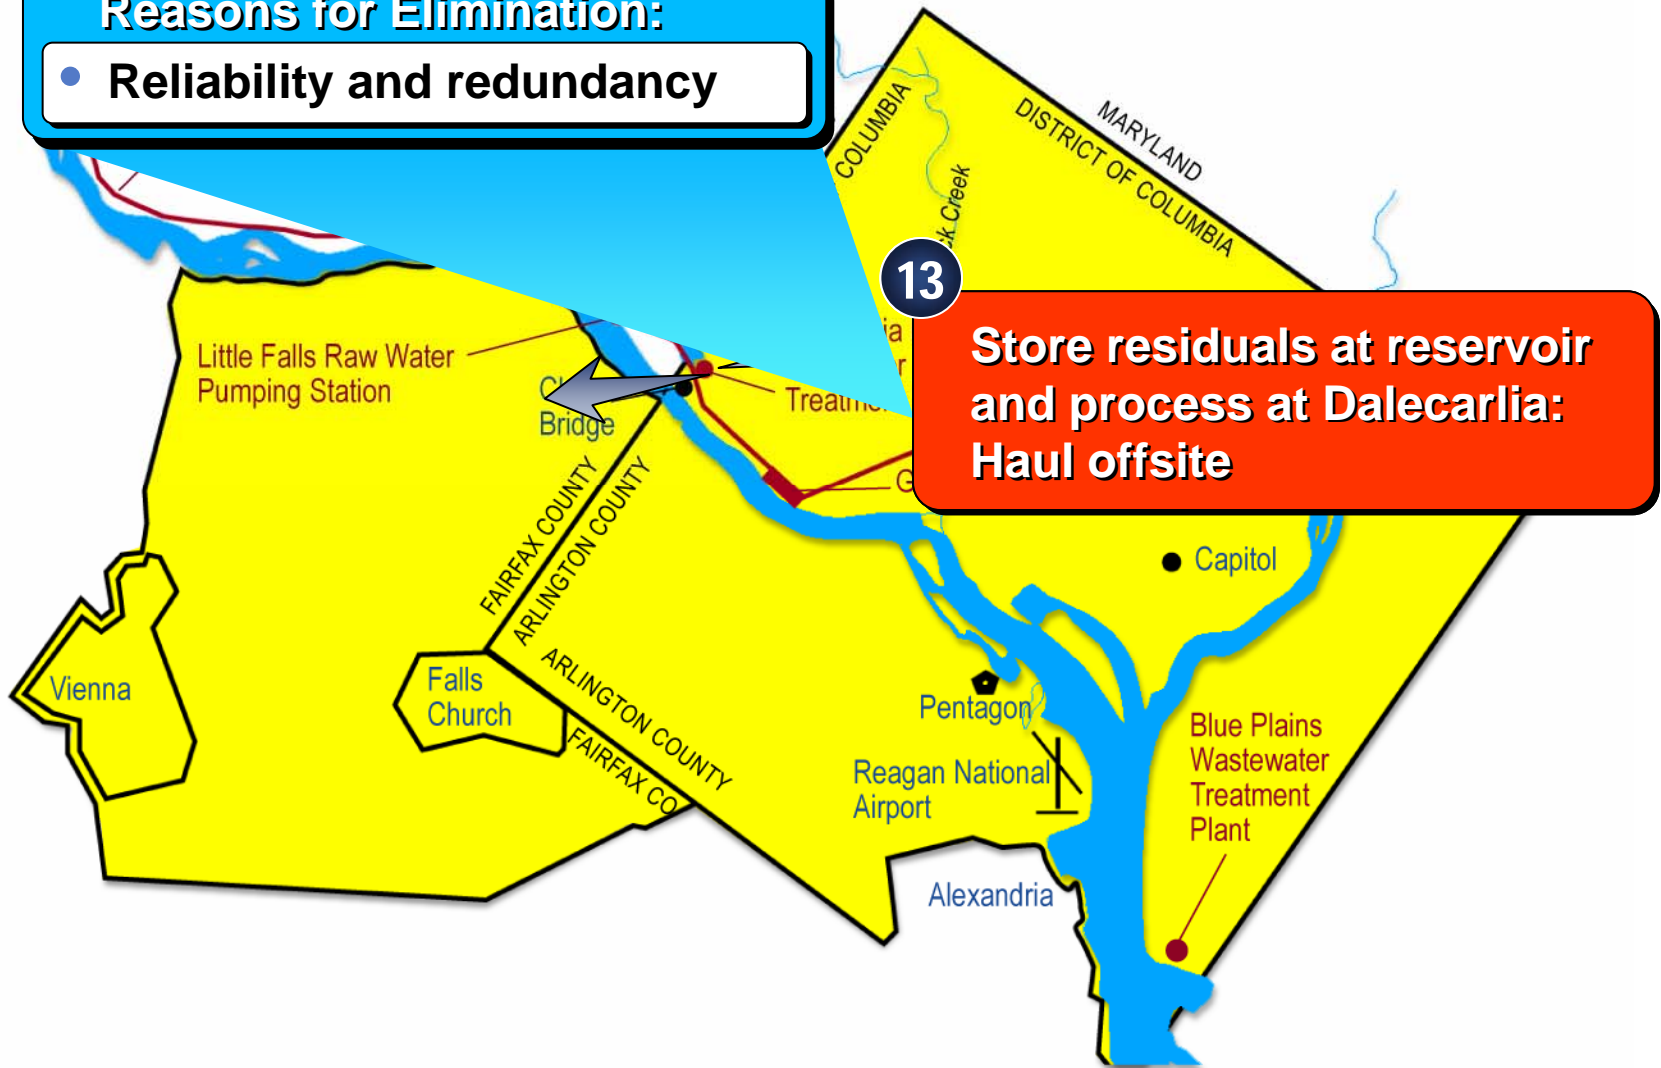 Reasons for Elimination:
• Reliability and redundancy
MARYLAND
DISTRICT OF COLUMBIA
COLUMBIA
Creek
13
Store residuals at reservoir
and process at Dalecarlia:
Haul offsite
Little Falls Raw Water
Pumping Station
Bridge
FAIRFAX COUNTY
ARLINGTON COUNTY
Capitol
Vienna
Falls
Church
ARLINGTON COUNTY
FAIRFAX CO
Pentagon
Reagan National
Airport
Blue Plains
Wastewater
Treatment
Plant
Alexandria